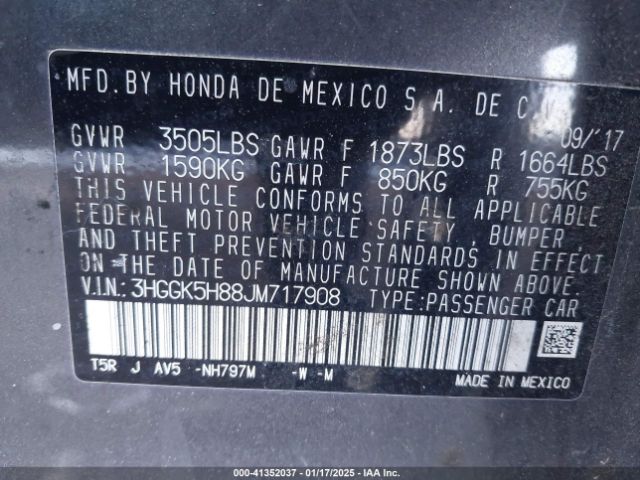 MFD.BY HONDA DE MEXICO S.A. DE C.V.
09/'17
GVWR 3505LBS GAWR F 1873LBS R 1664LBS
GVWR 1590KG GAWR F 850KG R 755KG
THIS VEHICLE CONFORMS TO ALL APPLICABLE
FEDERAL MOTOR VEHICLE SAFETY, BUMPER,
AND THEFT PREVENTION STANDARDS IN EFFECT
ON THE DATE OF MANUFACTURE SHOWN ABOVE.
V.I.N.: 3HGGK5H88JM717908 TYPE:PASSENGER CAR
T5R J AV5 -NH797M -W -M
MADE IN MEXICO
000-41352037 - 01/17/2025 - IAA Inc.